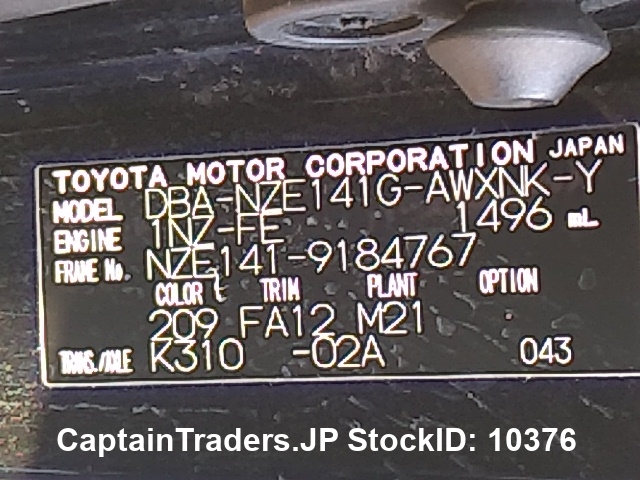 TOYOTA MOTOR CORPORATION JAPAN
MODEL DBA-NZE141G-AWXNK-Y
ENGINE 1NZ-FE 1496 mL
FRAME No. NZE141-9184767
COLOR TRIM PLANT OPTION
209 FA12 M21
TRANS./AXLE K310 -02A 043
CaptainTraders.JP StockID: 10376